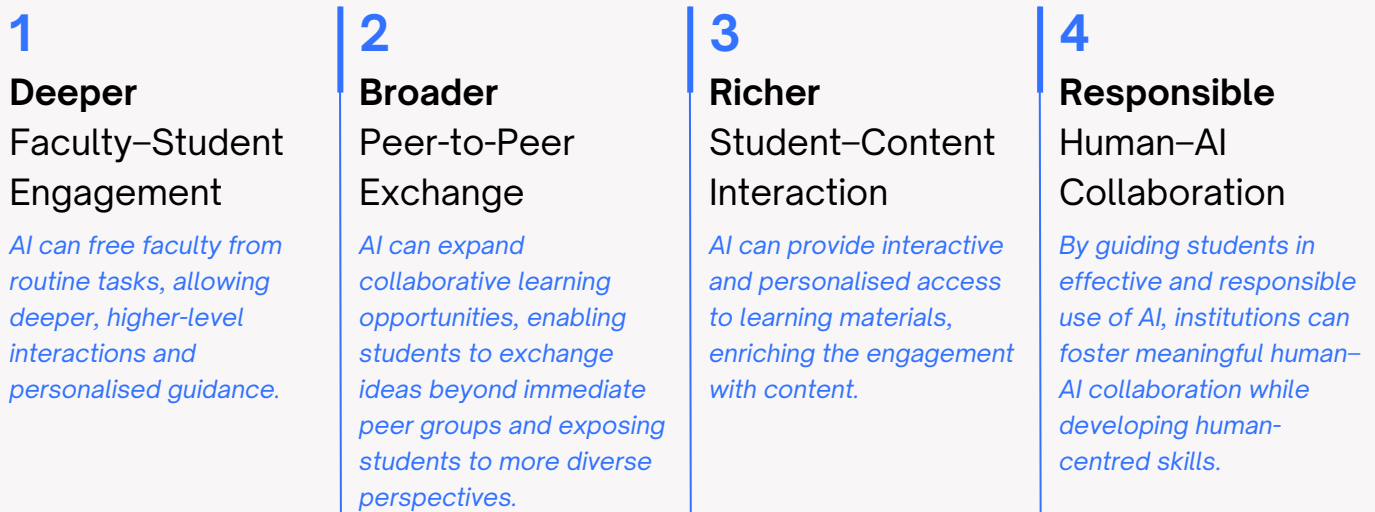 1
Deeper
Faculty–Student
Engagement
AI can free faculty from
routine tasks, allowing
deeper, higher-level
interactions and
personalised guidance.
2
Broader
Peer-to-Peer
Exchange
AI can expand
collaborative learning
opportunities, enabling
students to exchange
ideas beyond immediate
peer groups and exposing
students to more diverse
perspectives.
3
Richer
Student–Content
Interaction
AI can provide interactive
and personalised access
to learning materials,
enriching the engagement
with content.
4
Responsible
Human–AI
Collaboration
By guiding students in
effective and responsible
use of AI, institutions can
foster meaningful human–
AI collaboration while
developing human-
centred skills.